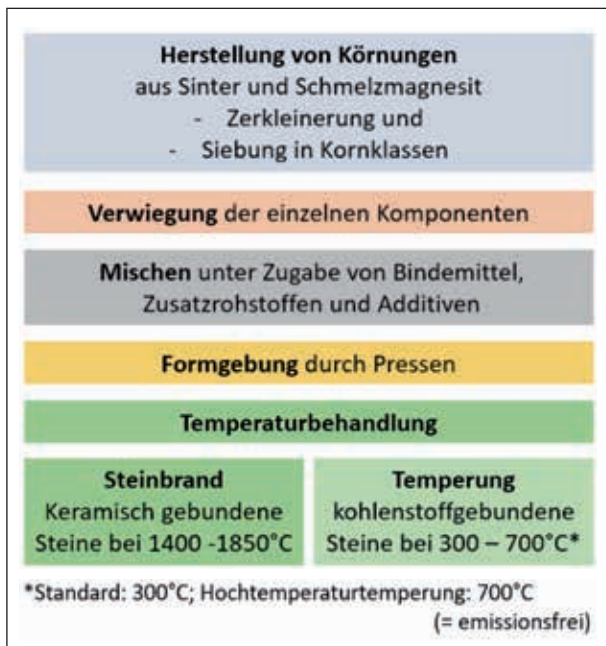 Herstellung von Körnungen
aus Sinter und Schmelzmagnesit
- Zerkleinerung und
- Siebung in Kornklassen
Verwiegung der einzelnen Komponenten
Mischen unter Zugabe von Bindemittel,
Zusatzrohstoffen und Additiven
Formgebung durch Pressen
Temperaturbehandlung
Steinbrand
Keramisch gebundene
Steine bei 1400 -1850°C
Temperung
kohlenstoffgebundene
Steine bei 300 – 700°C*
*Standard: 300°C; Hochtemperaturtemperung: 700°C
(= emissionsfrei)